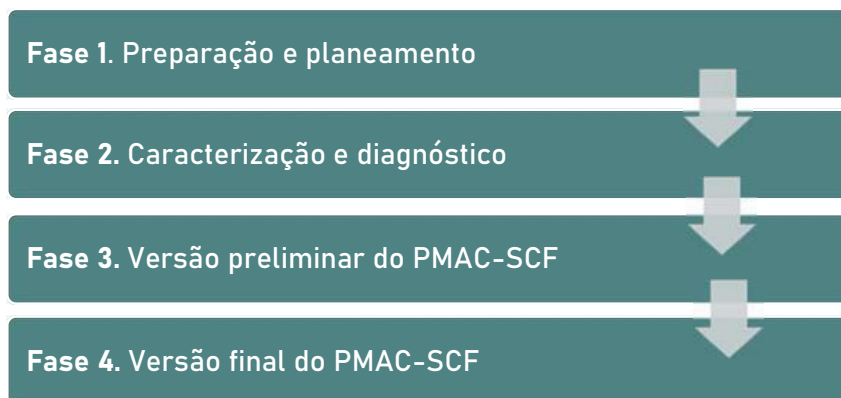 Fase 1. Preparação e planeamento
Fase 2. Caracterização e diagnóstico
Fase 3. Versão preliminar do PMAC-SCF
Fase 4. Versão final do PMAC-SCF